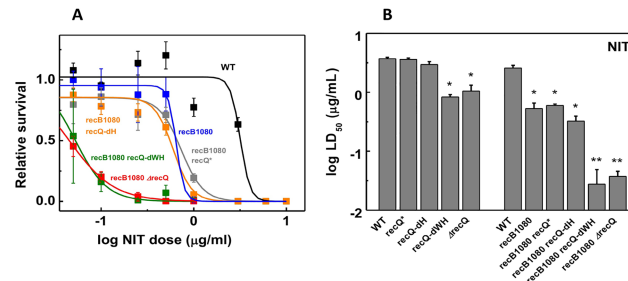 A
Relative survival
1.0
0.5
0.0
WT
recB1080
recQ-dH
recB1080
recB1080
recQ*
recB1080 recQ-dWH
recB1080 ΔrecQ
-1
0
1
log NIT dose (μg/ml)
B
NIT
log LD50 (μg/mL)
1
0
-1
-2
*
*
*
*
*
**
**
WT
recQ*
recQ-dH
recQ-dWH
ΔrecQ
WT
recB1080
recB1080 recQ*
recB1080 recQ-dH
recB1080 recQ-dWH
recB1080 ΔrecQ